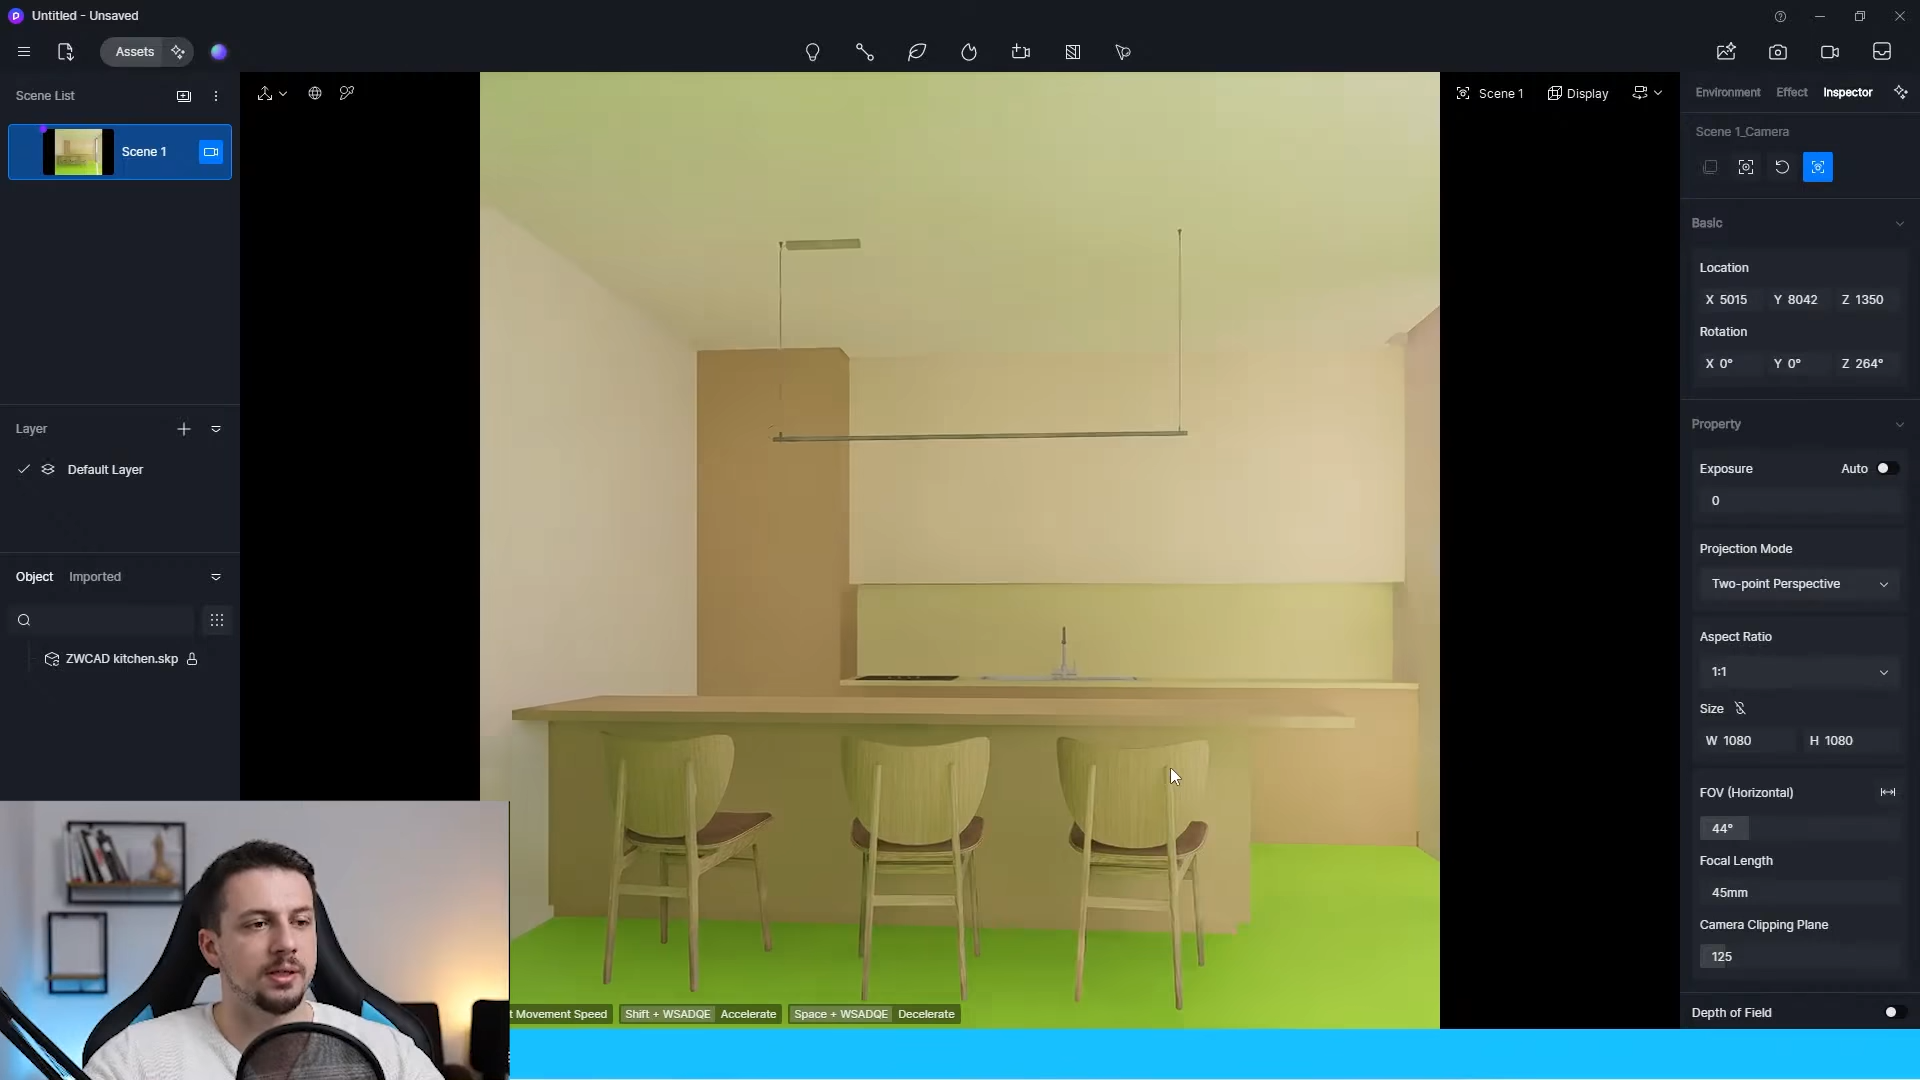 Untitled - Unsaved
Assets
Scene List
Scene 1
Layer
Default Layer
Object Imported
ZWCAD kitchen.skp
Scene 1 Display
t Movement Speed Shift + WSADQE Accelerate Space + WSADQE Decelerate
Environment Effect Inspector
Scene 1_Camera
Basic
Location
X 5015 Y 8042 Z 1350
Rotation
X 0° Y 0° Z 264°
Property
Exposure Auto
0
Projection Mode
Two-point Perspective
Aspect Ratio
1:1
Size
W 1080 H 1080
FOV (Horizontal)
44°
Focal Length
45mm
Camera Clipping Plane
125
Depth of Field